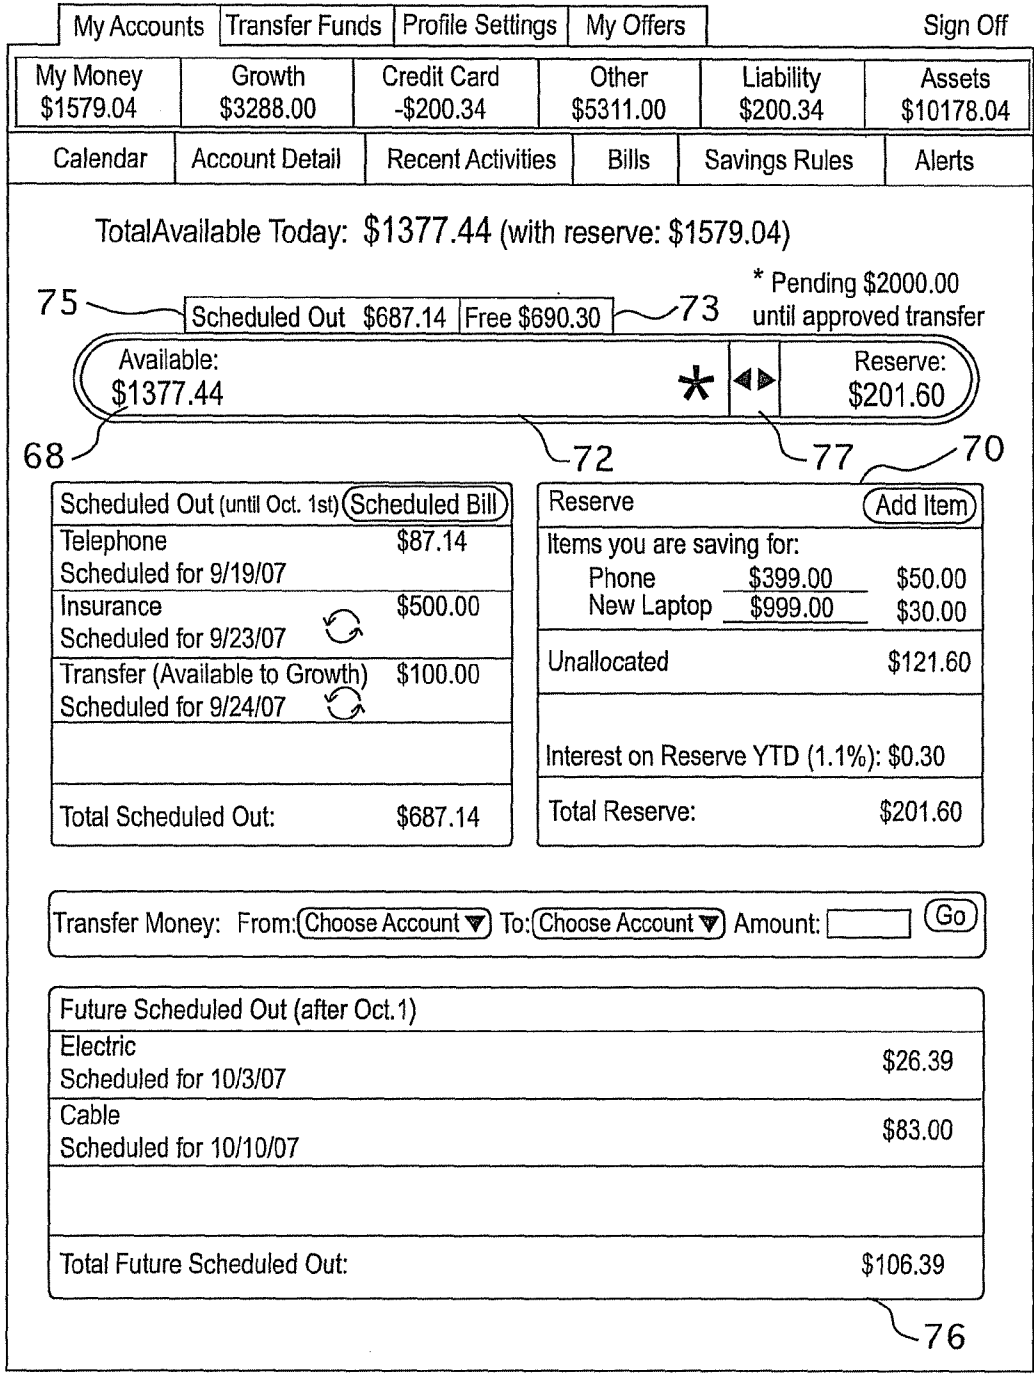 My Accounts Transfer Funds Profile Settings My Offers Sign Off
My Money Growth Credit Card Other Liability Assets
$1579.04 $3288.00 -$200.34 $5311.00 $200.34 $10178.04
Calendar Account Detail Recent Activities Bills Savings Rules Alerts
TotalAvailable Today: $1377.44 (with reserve: $1579.04)
* Pending $2000.00
until approved transfer
75 Scheduled Out $687.14 Free $690.30 73
Available: Reserve:
$1377.44 * $201.60
68 72 77 70
Scheduled Out (until Oct. 1st) Scheduled Bill
Telephone $87.14
Scheduled for 9/19/07
Insurance $500.00
Scheduled for 9/23/07
Transfer (Available to Growth) $100.00
Scheduled for 9/24/07
Total Scheduled Out: $687.14
Reserve Add Item
Items you are saving for:
Phone $399.00 $50.00
New Laptop $999.00 $30.00
Unallocated $121.60
Interest on Reserve YTD (1.1%): $0.30
Total Reserve: $201.60
Transfer Money: From: Choose Account To: Choose Account Amount: Go
Future Scheduled Out (after Oct.1)
Electric
Scheduled for 10/3/07 $26.39
Cable
Scheduled for 10/10/07 $83.00
Total Future Scheduled Out: $106.39
76